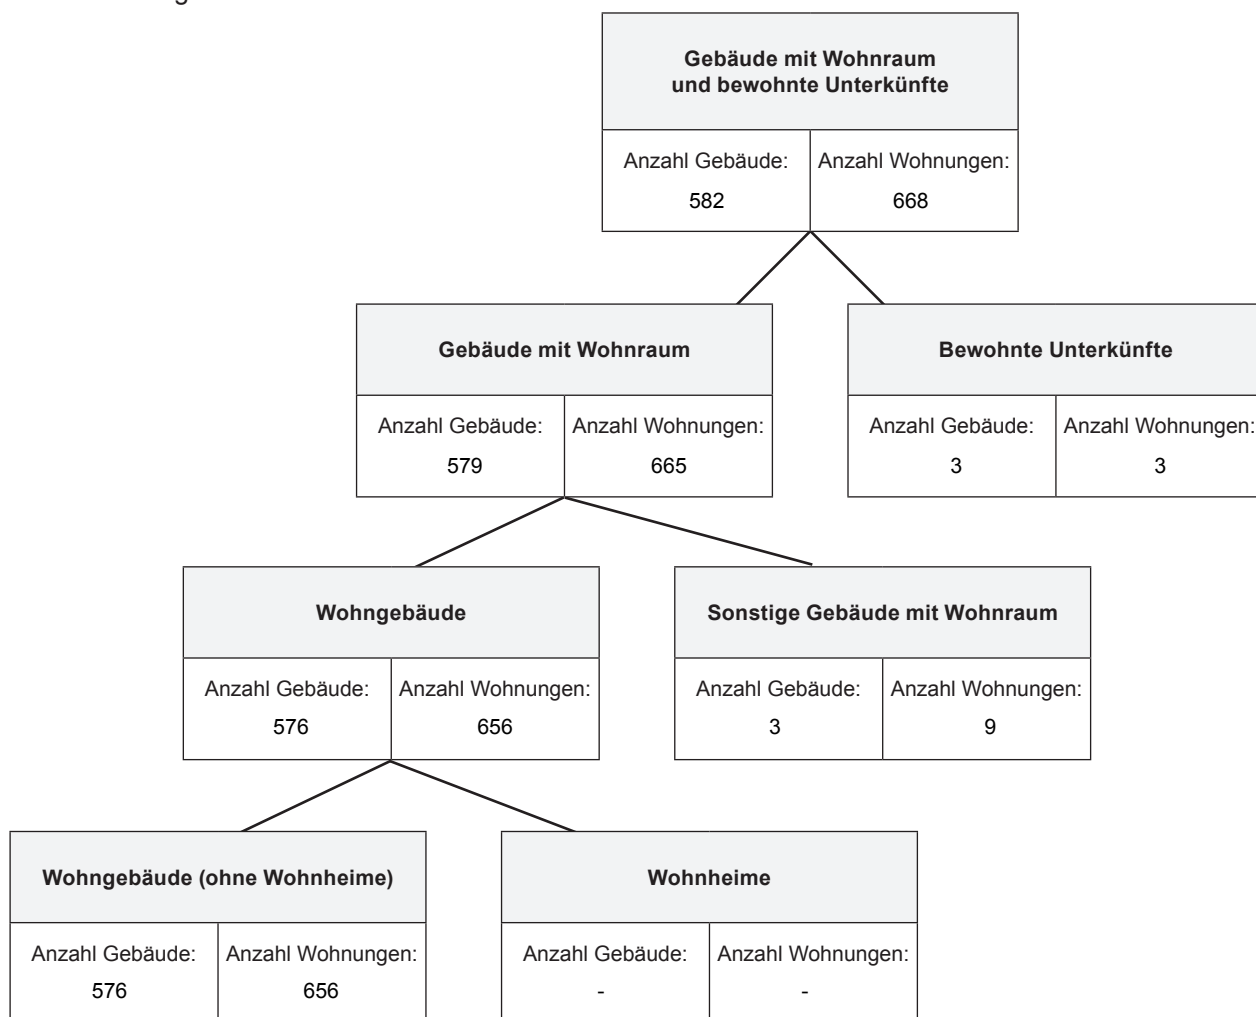 Gebäude mit Wohnraum
und bewohnte Unterkünfte
Anzahl Gebäude: Anzahl Wohnungen:
582 668
Gebäude mit Wohnraum Bewohnte Unterkünfte
Anzahl Gebäude: Anzahl Wohnungen: Anzahl Gebäude: Anzahl Wohnungen:
579 665 3 3
Wohngebäude Sonstige Gebäude mit Wohnraum
Anzahl Gebäude: Anzahl Wohnungen: Anzahl Gebäude: Anzahl Wohnungen:
576 656 3 9
Wohngebäude (ohne Wohnheime) Wohnheime
Anzahl Gebäude: Anzahl Wohnungen: Anzahl Gebäude: Anzahl Wohnungen:
576 656 - -